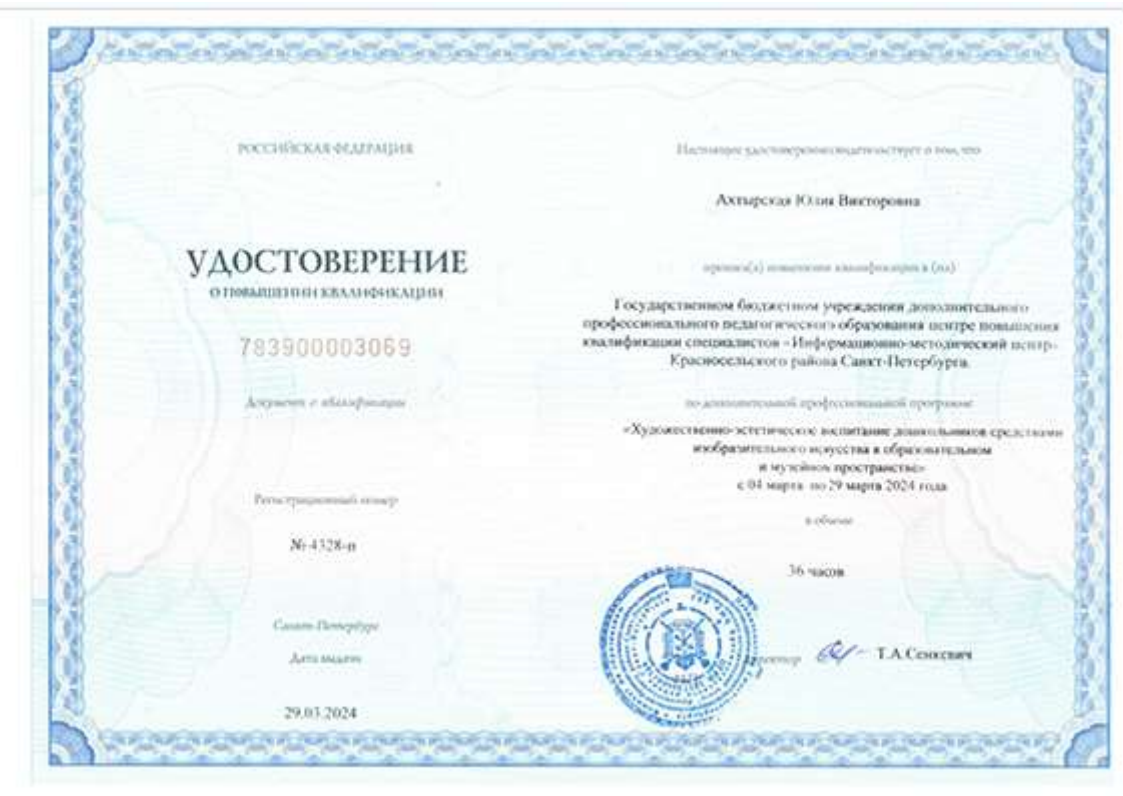 РОССИЙСКАЯ ФЕДЕРАЦИЯ
УДОСТОВЕРЕНИЕ
О ПОВЫШЕНИИ КВАЛИФИКАЦИИ
783900003069
Документ о квалификации
Регистрационный номер
№ 4328-п
Санкт-Петербург
Дата выдачи
29.03.2024
Настоящее удостоверение свидетельствует о том, что
Ахтырская Юлия Викторовна
прошел(а) повышение квалификации в (на)
Государственном бюджетном учреждении дополнительного
профессионального педагогического образования центре повышения
квалификации специалистов «Информационно-методический центр»
Красносельского района Санкт-Петербурга
по дополнительной профессиональной программе
«Художественно-эстетическое воспитание дошкольников средствами
изобразительного искусства в образовательном
и музейном пространстве»
с 04 марта по 29 марта 2024 года
в объеме
36 часов
Директор Т.А.Сенкевич